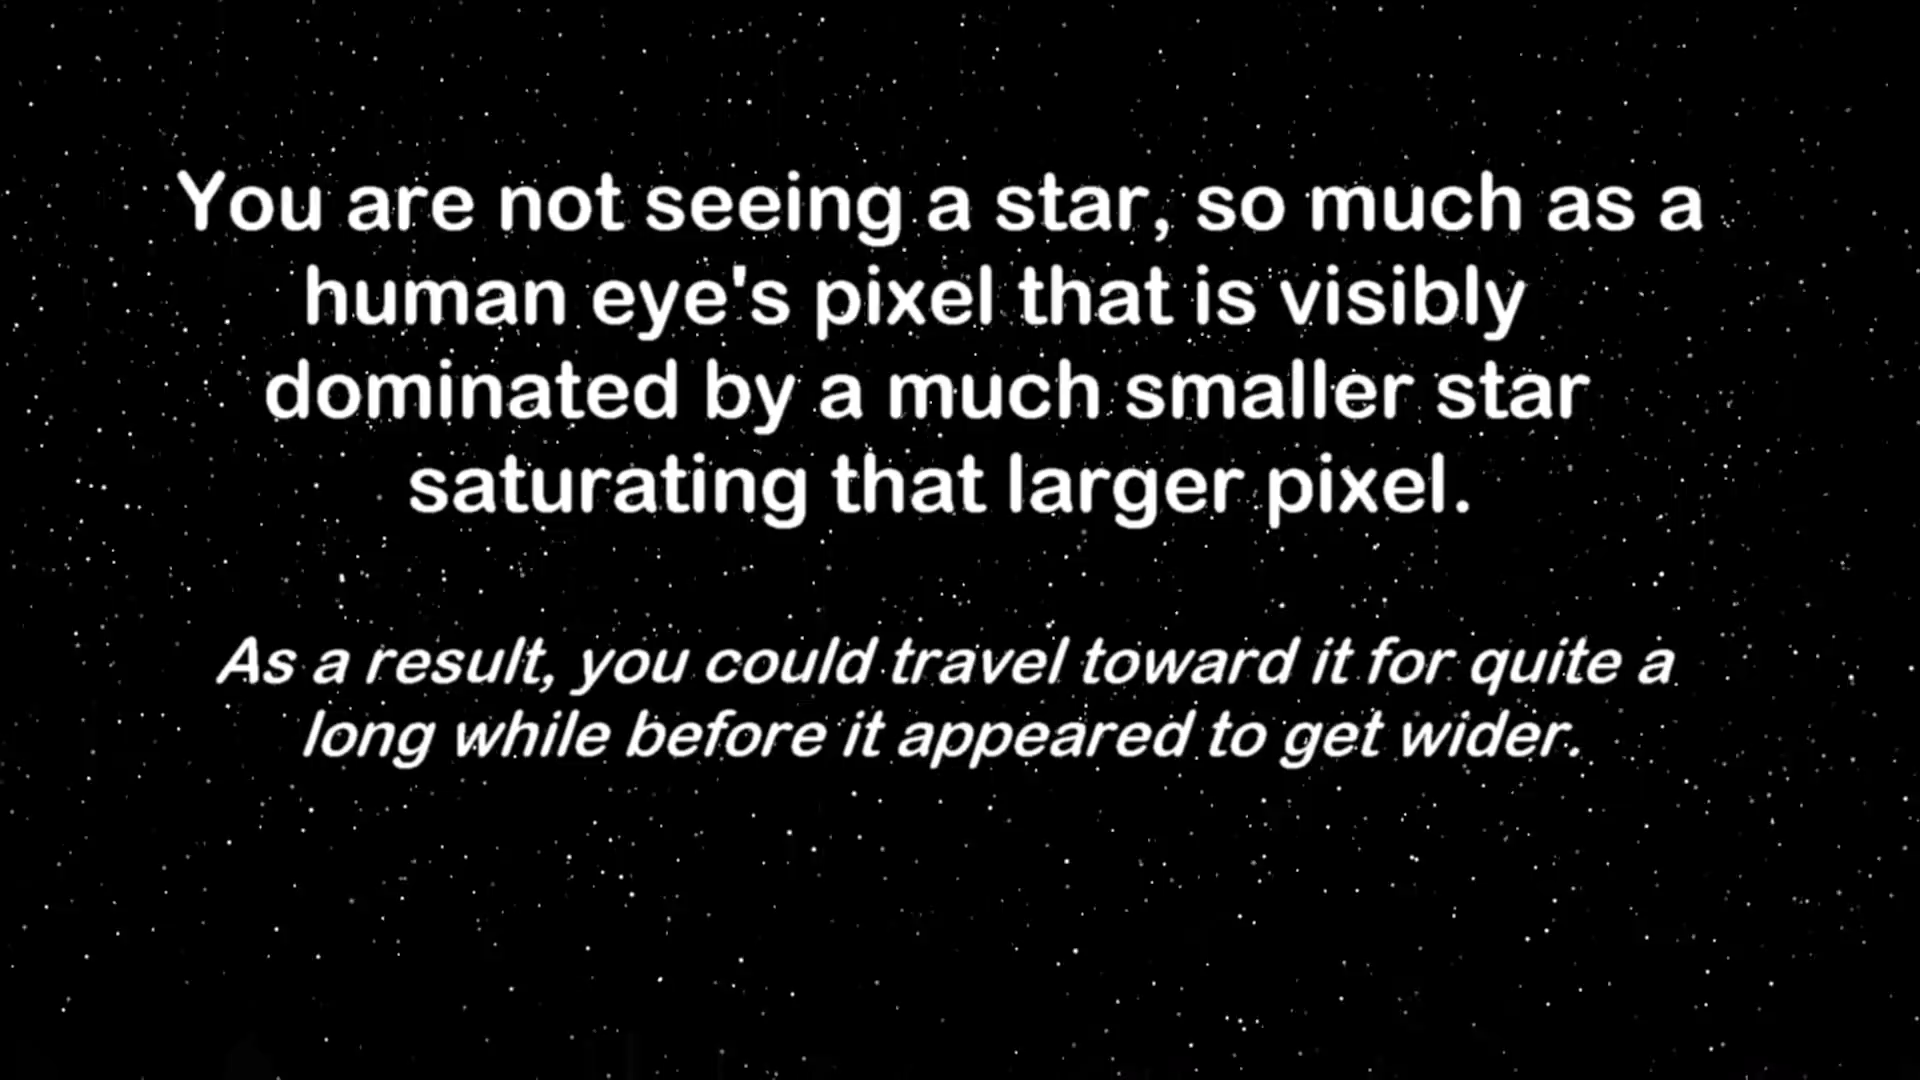 You are not seeing a star, so much as a
human eye's pixel that is visibly
dominated by a much smaller star
saturating that larger pixel.
As a result, you could travel toward it for quite a
long while before it appeared to get wider.